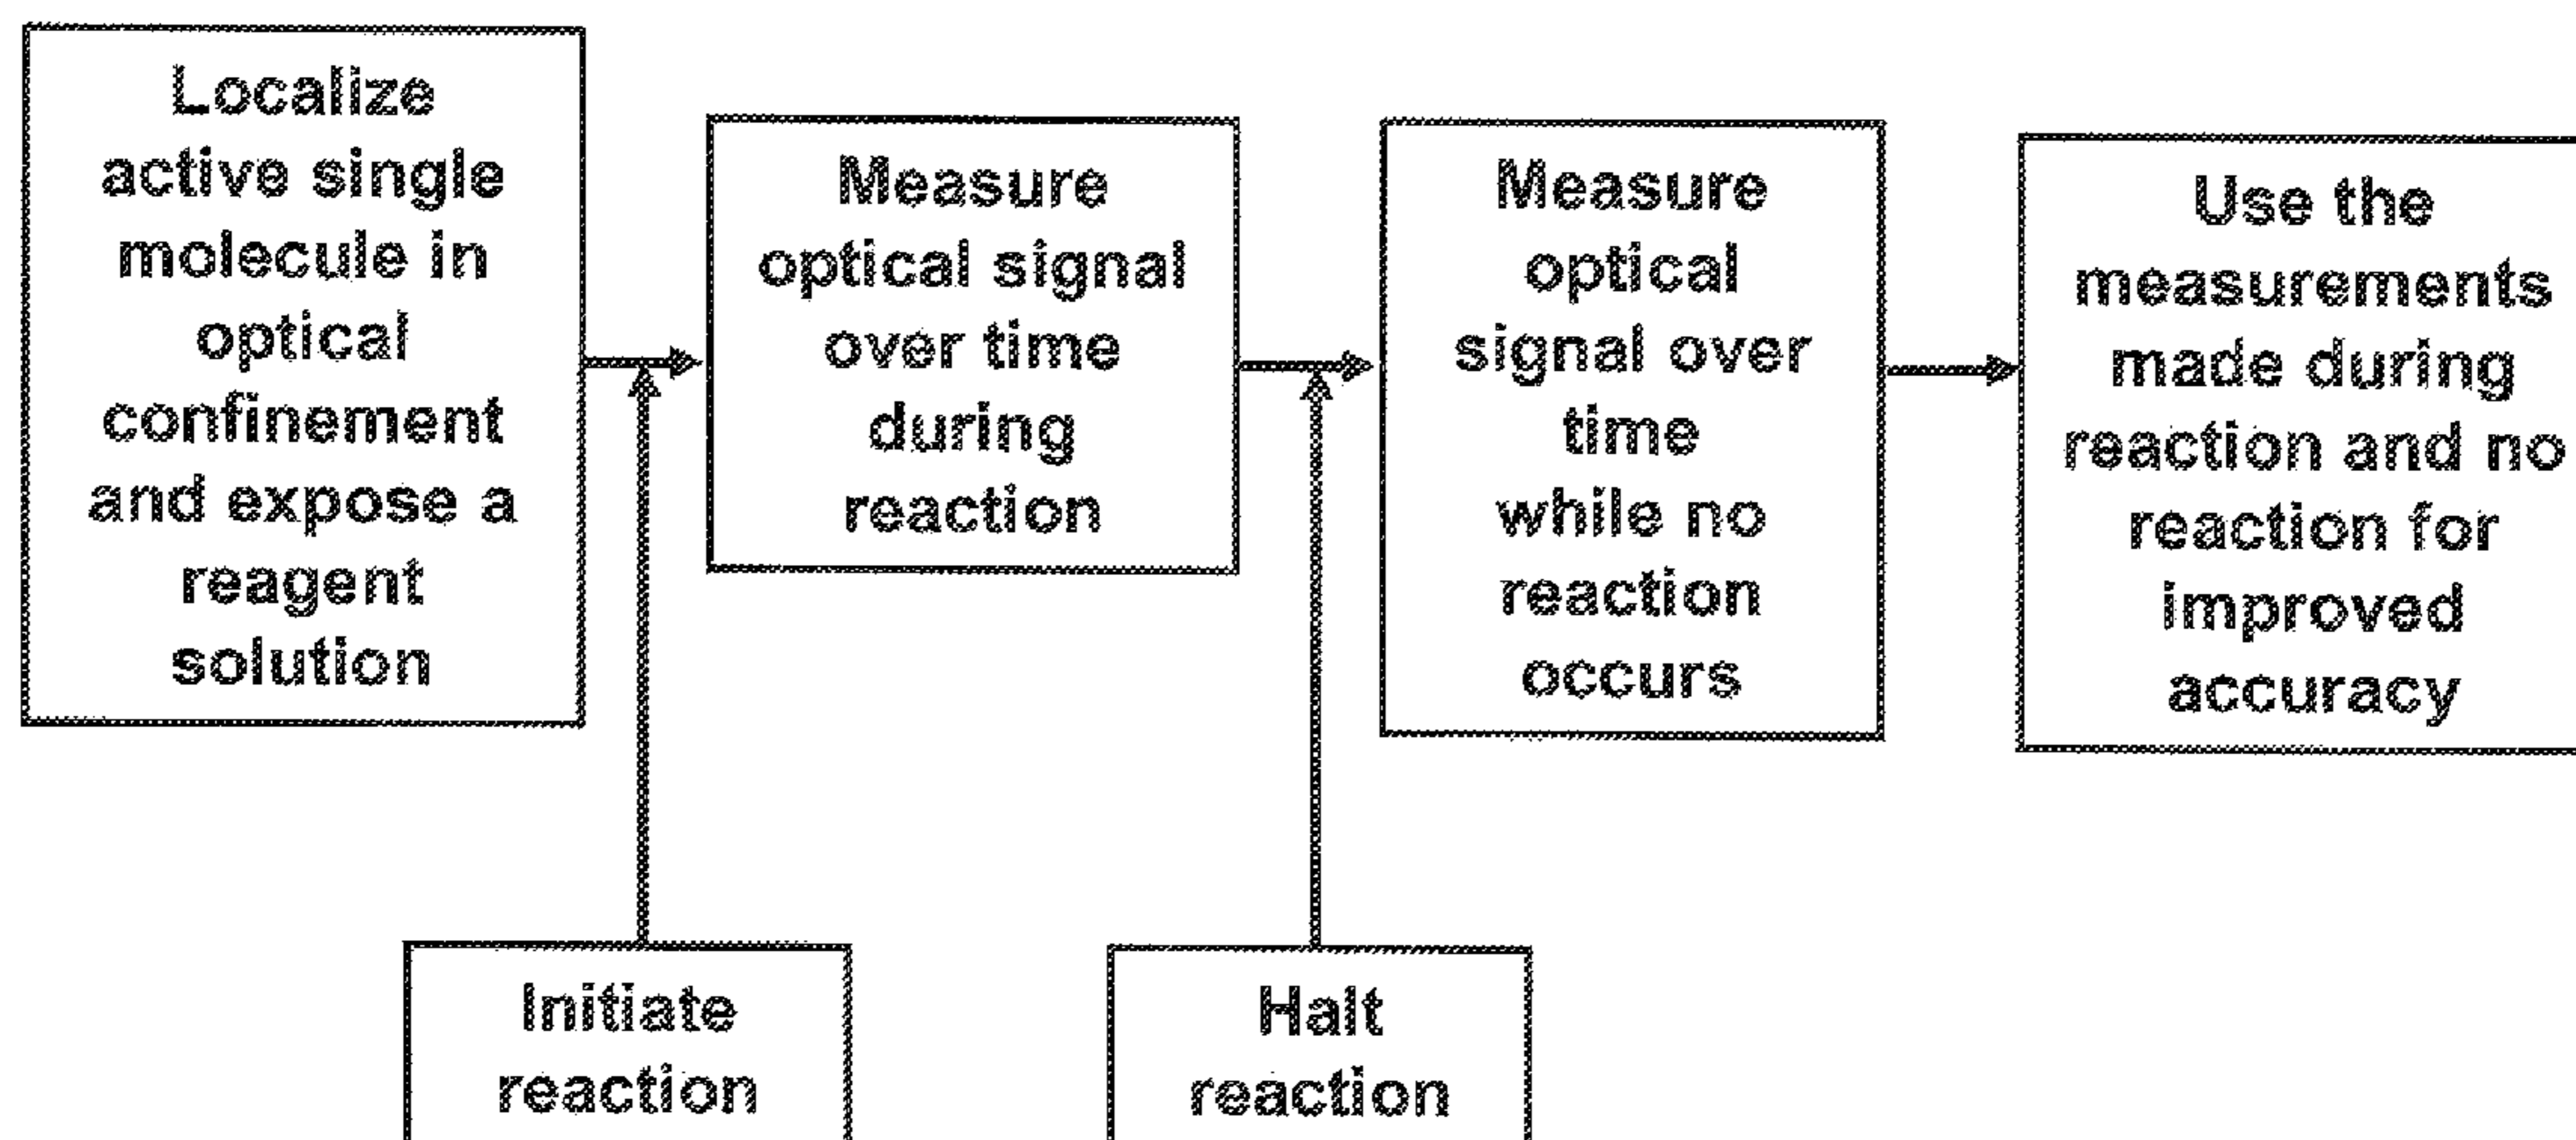 Localize
active single
molecule in
optical
confinement
and expose a
reagent
solution
Measure
optical signal
over time
during
reaction
Measure
optical
signal over
time
while no
reaction
occurs
Use the
measurements
made during
reaction and no
reaction for
improved
accuracy
Initiate
reaction
Halt
reaction